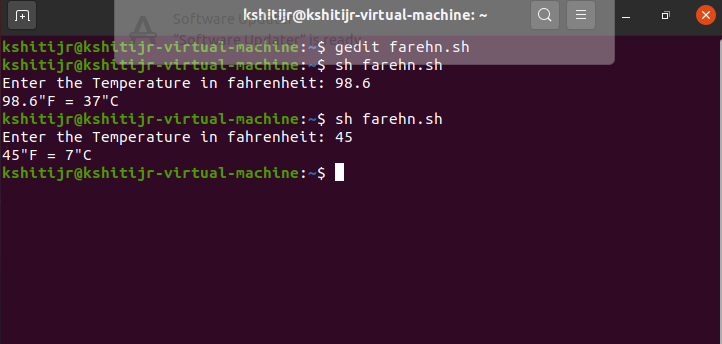 kshitijr@kshitijr-virtual-machine: ~
Software Updater
"Software Updater" is ready
kshitijr@kshitijr-virtual-machine:~$ gedit farehn.sh
kshitijr@kshitijr-virtual-machine:~$ sh farehn.sh
Enter the Temperature in fahrenheit: 98.6
98.6"F = 37"C
kshitijr@kshitijr-virtual-machine:~$ sh farehn.sh
Enter the Temperature in fahrenheit: 45
45"F = 7"C
kshitijr@kshitijr-virtual-machine:~$